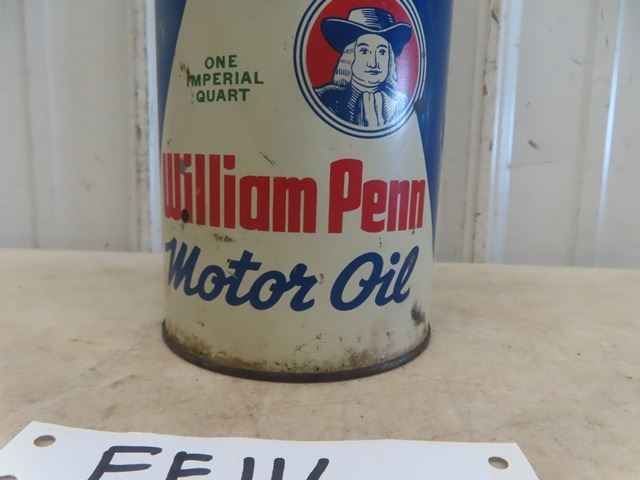 ONE
IMPERIAL
QUART
William Penn
Motor Oil